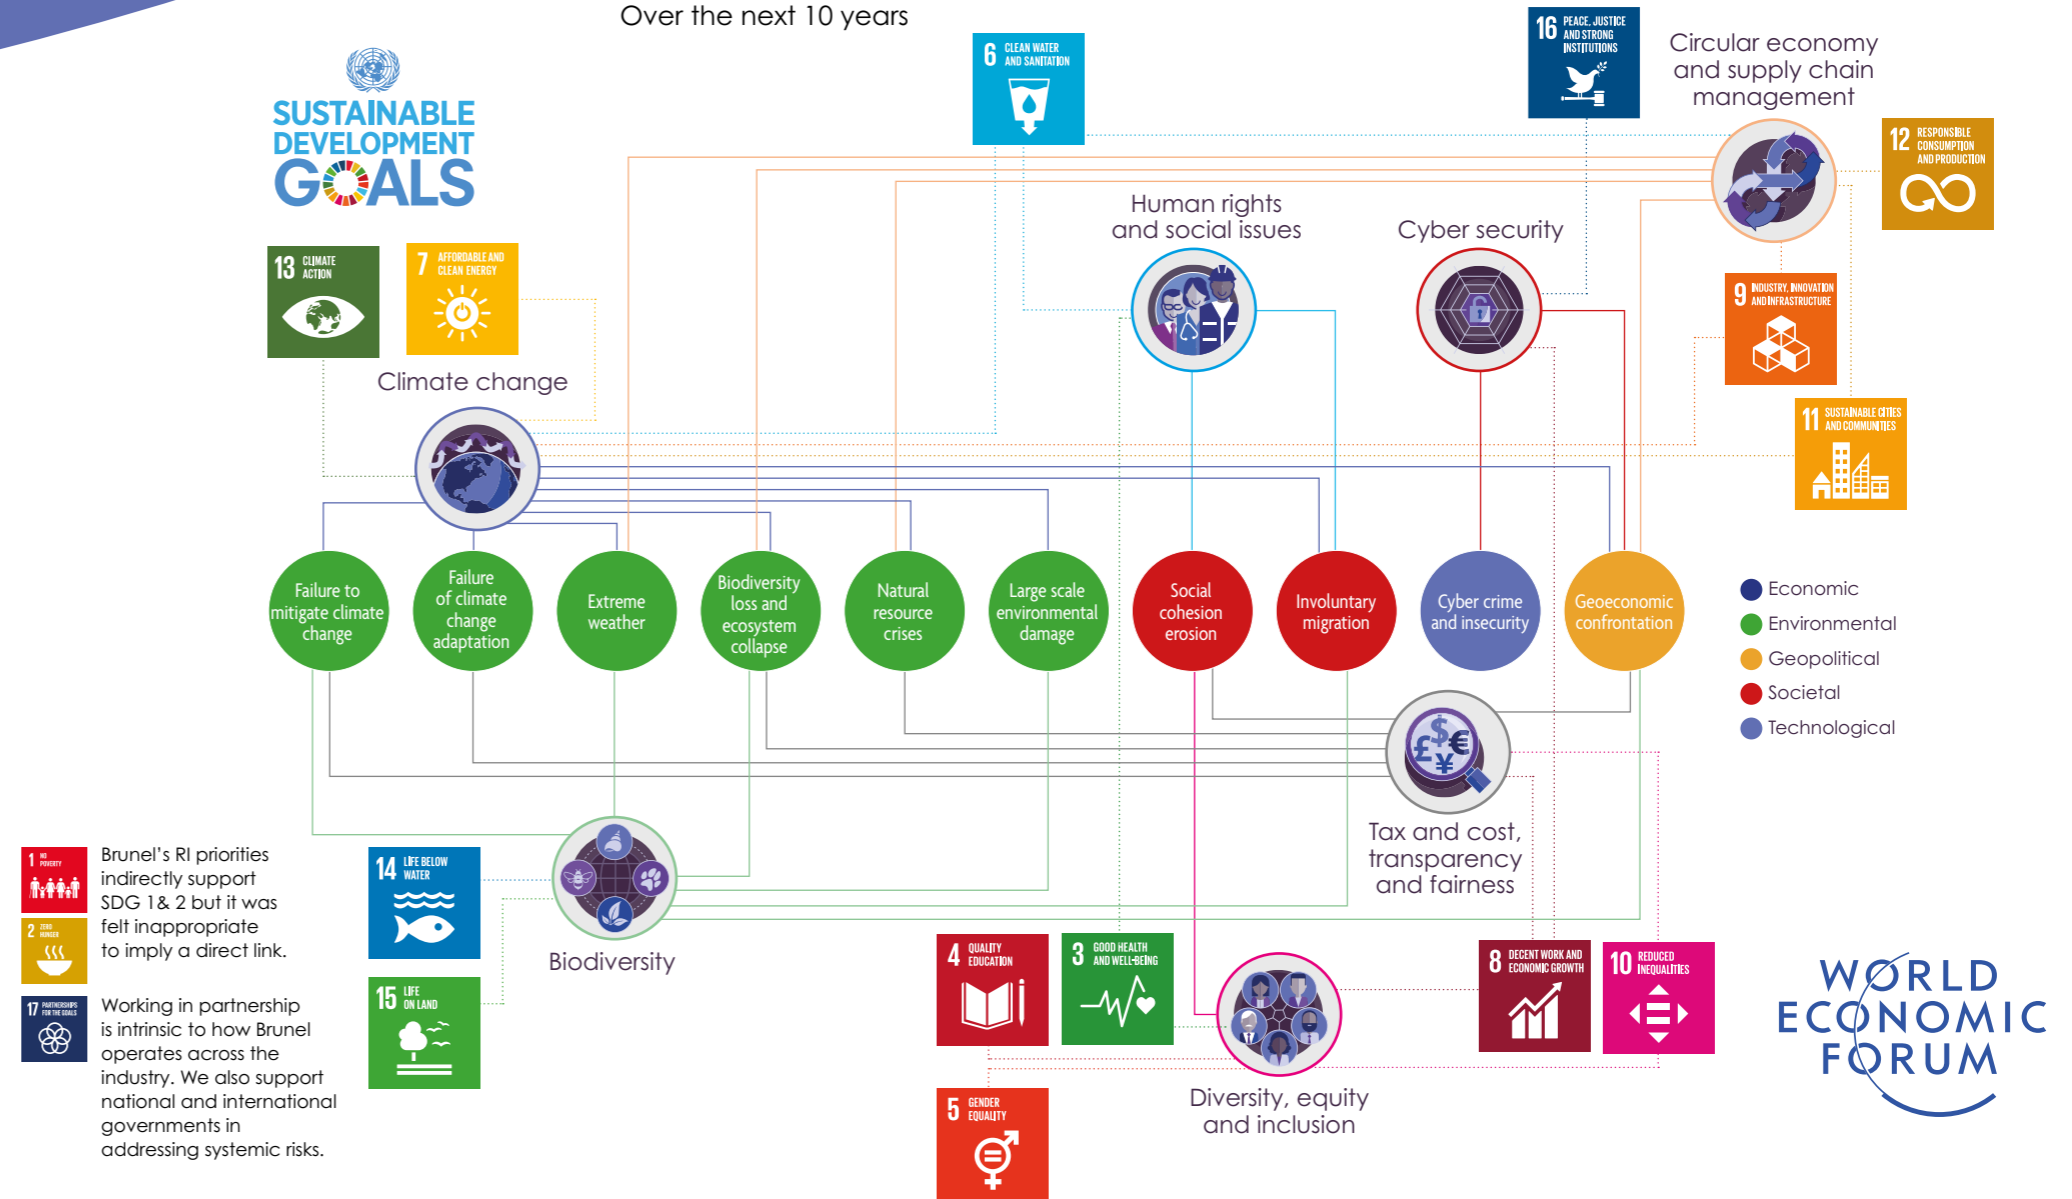 Over the next 10 years
SUSTAINABLE
DEVELOPMENT
GOALS
6 CLEAN WATER
AND SANITATION
16 PEACE, JUSTICE
AND STRONG
INSTITUTIONS
Circular economy
and supply chain
management
12 RESPONSIBLE
CONSUMPTION
AND PRODUCTION
Human rights
and social issues
Cyber security
13 CLIMATE
ACTION
7 AFFORDABLE AND
CLEAN ENERGY
9 INDUSTRY, INNOVATION
AND INFRASTRUCTURE
Climate change
11 SUSTAINABLE CITIES
AND COMMUNITIES
Failure to
mitigate climate
change
Failure
of climate
change
adaptation
Extreme
weather
Biodiversity
loss and
ecosystem
collapse
Natural
resource
crises
Large scale
environmental
damage
Social
cohesion
erosion
Involuntary
migration
Cyber crime
and insecurity
Geoeconomic
confrontation
Economic
Environmental
Geopolitical
Societal
Technological
$
£ €
¥
Tax and cost,
transparency
and fairness
1 NO
POVERTY
2 ZERO
HUNGER
Brunel's RI priorities
indirectly support
SDG 1& 2 but it was
felt inappropriate
to imply a direct link.
17 PARTNERSHIPS
FOR THE GOALS
Working in partnership
is intrinsic to how Brunel
operates across the
industry. We also support
national and international
governments in
addressing systemic risks.
14 LIFE BELOW
WATER
15 LIFE
ON LAND
Biodiversity
4 QUALITY
EDUCATION
3 GOOD HEALTH
AND WELL-BEING
5 GENDER
EQUALITY
Diversity, equity
and inclusion
8 DECENT WORK AND
ECONOMIC GROWTH
10 REDUCED
INEQUALITIES
WORLD
ECONOMIC
FORUM